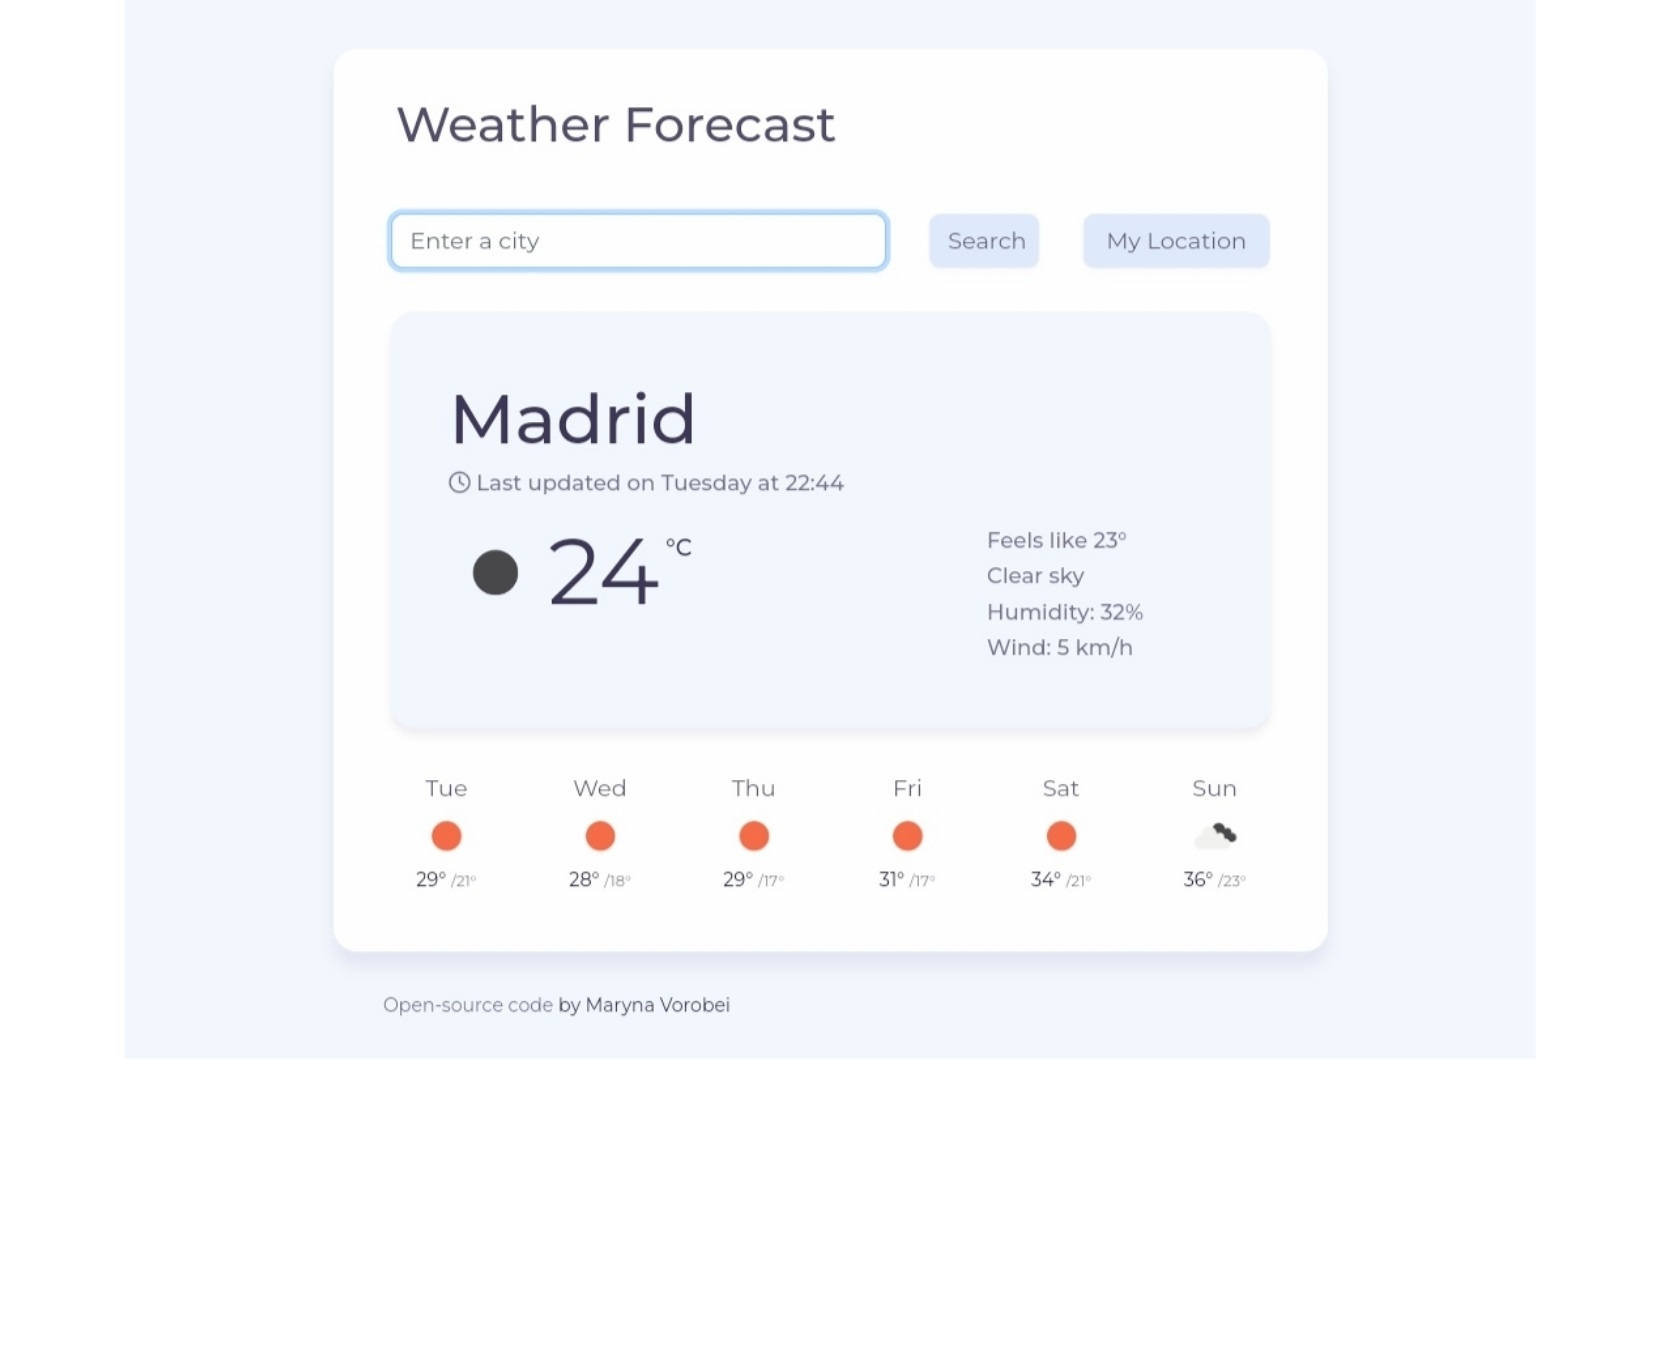 Weather Forecast
Enter a city
Search
My Location
Madrid
Last updated on Tuesday at 22:44
24 °C
Feels like 23°
Clear sky
Humidity: 32%
Wind: 5 km/h
Tue Wed Thu Fri Sat Sun
29° /21° 28° /18° 29° /17° 31° /17° 34° /21° 36° /23°
Open-source code by Maryna Vorobei